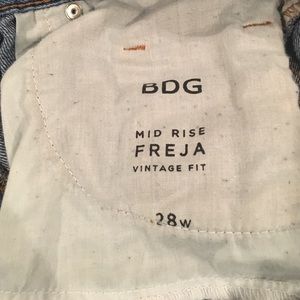 BDG
MID RISE
FREJA
VINTAGE FIT
28W